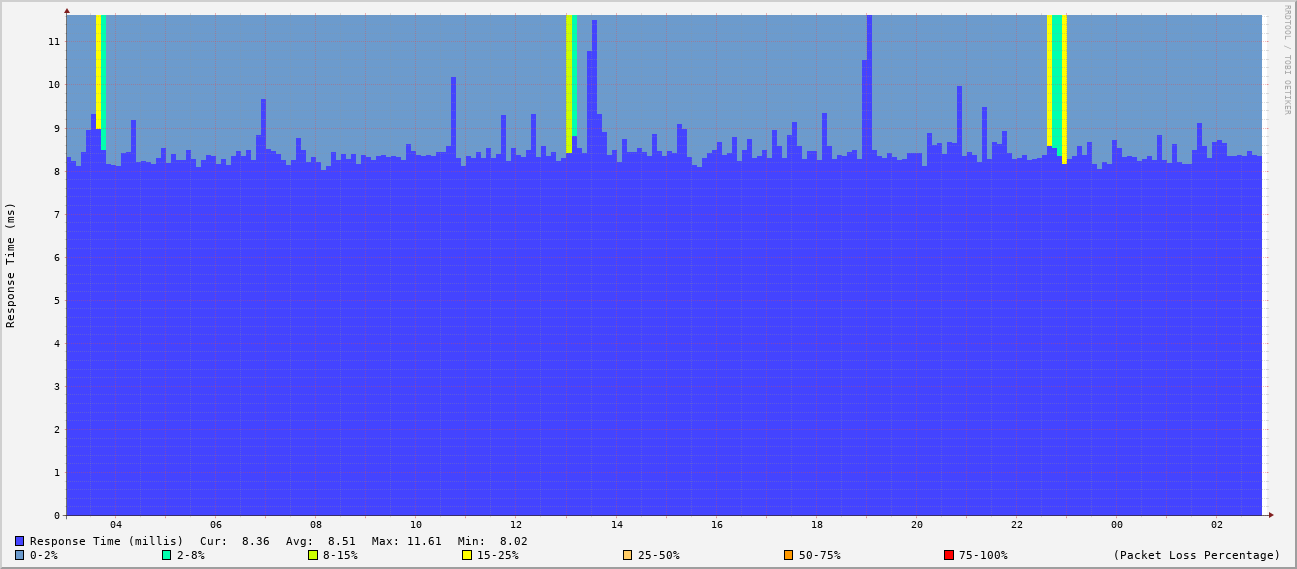 RRDTOOL / TOBI OETIKER
Response Time (ms)
11
10
9
8
7
6
5
4
3
2
1
0
04 06 08 10 12 14 16 18 20 22 00 02
Response Time (millis) Cur: 8.36 Avg: 8.51 Max: 11.61 Min: 8.02
0-2% 2-8% 8-15% 15-25% 25-50% 50-75% 75-100% (Packet Loss Percentage)